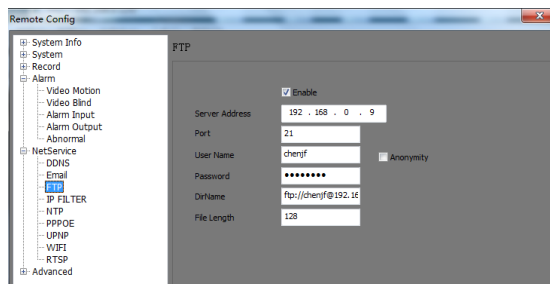 Remote Config
System Info
System
Record
Alarm
Video Motion
Video Blind
Alarm Input
Alarm Output
Abnormal
NetService
DDNS
Email
FTP
IP FILTER
NTP
PPPOE
UPNP
WIFI
RTSP
Advanced
FTP
Enable
Server Address 192 . 168 . 0 . 9
Port 21
User Name chenjf Anonymity
Password ●●●●●●●●
DirName ftp://chenjf@192.16
File Length 128